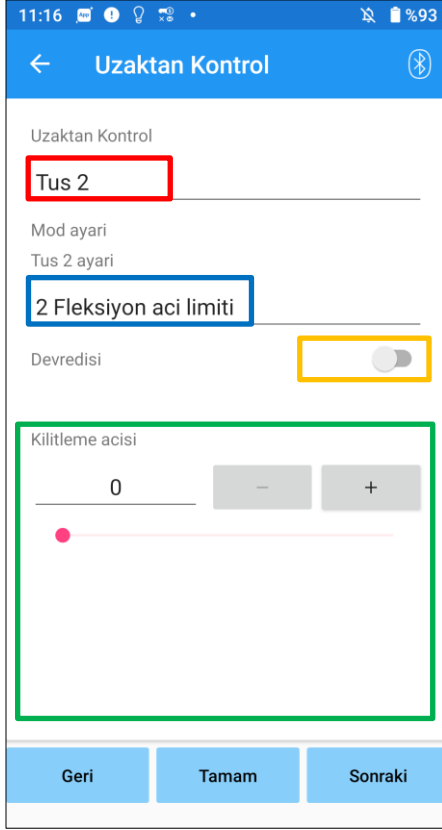 11:16 %93
Uzaktan Kontrol
Uzaktan Kontrol
Tus 2
Mod ayari
Tus 2 ayari
2 Fleksiyon aci limiti
Devredisi
Kilitleme acisi
0 − +
Geri Tamam Sonraki